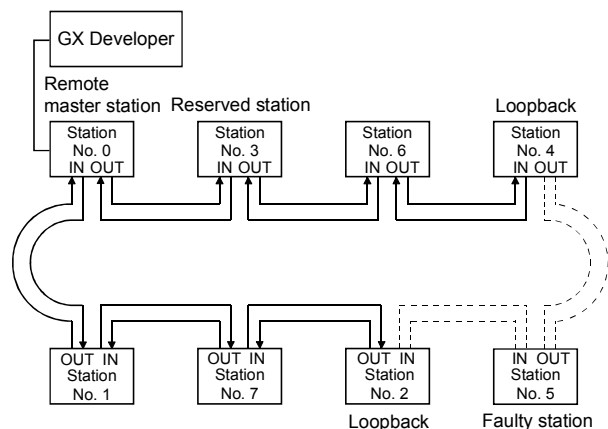 GX Developer
Remote
master station
Reserved station
Loopback
Station
No. 0
IN OUT
Station
No. 3
IN OUT
Station
No. 6
IN OUT
Station
No. 4
IN OUT
OUT IN
Station
No. 1
OUT IN
Station
No. 7
OUT IN
Station
No. 2
IN OUT
Station
No. 5
Loopback
Faulty station